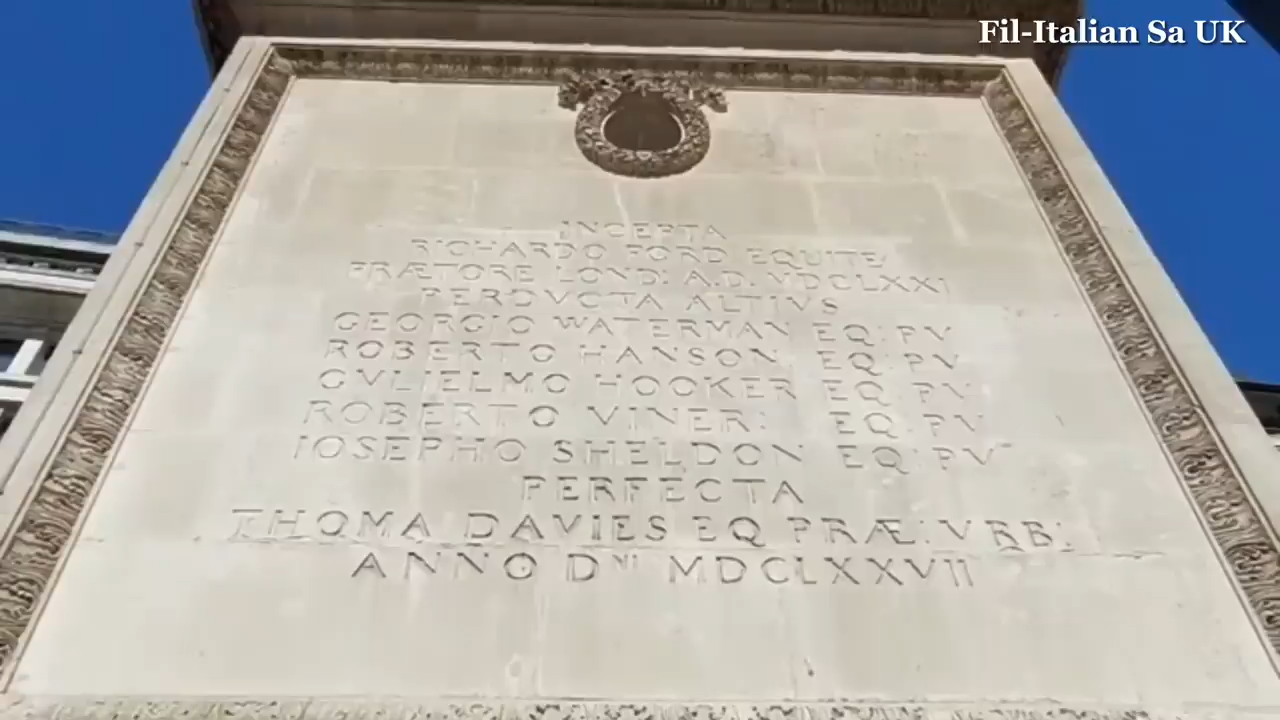 Fil-Italian Sa UK
INCEPTA
RICHARDO FORD EQUITE
PRÆTORE LOND: A.D. MDCLXXI
PERDVCTA ALTIVS
GEORGIO WATERMAN EQ: PV
ROBERTO HANSON EQ: PV
GVLIELMO HOOKER EQ: PV
ROBERTO VINER: EQ: PV
IOSEPHO SHELDON EQ: PV
PERFECTA
THOMA DAVIES EQ PRÆ: VRB:
ANNO DNI MDCLXXVII